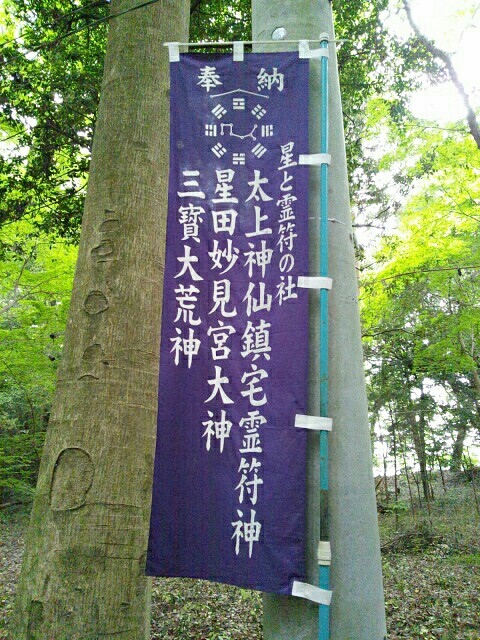 奉納
星と霊符の社
太上神仙鎮宅霊符神
星田妙見宮大神
三寳大荒神